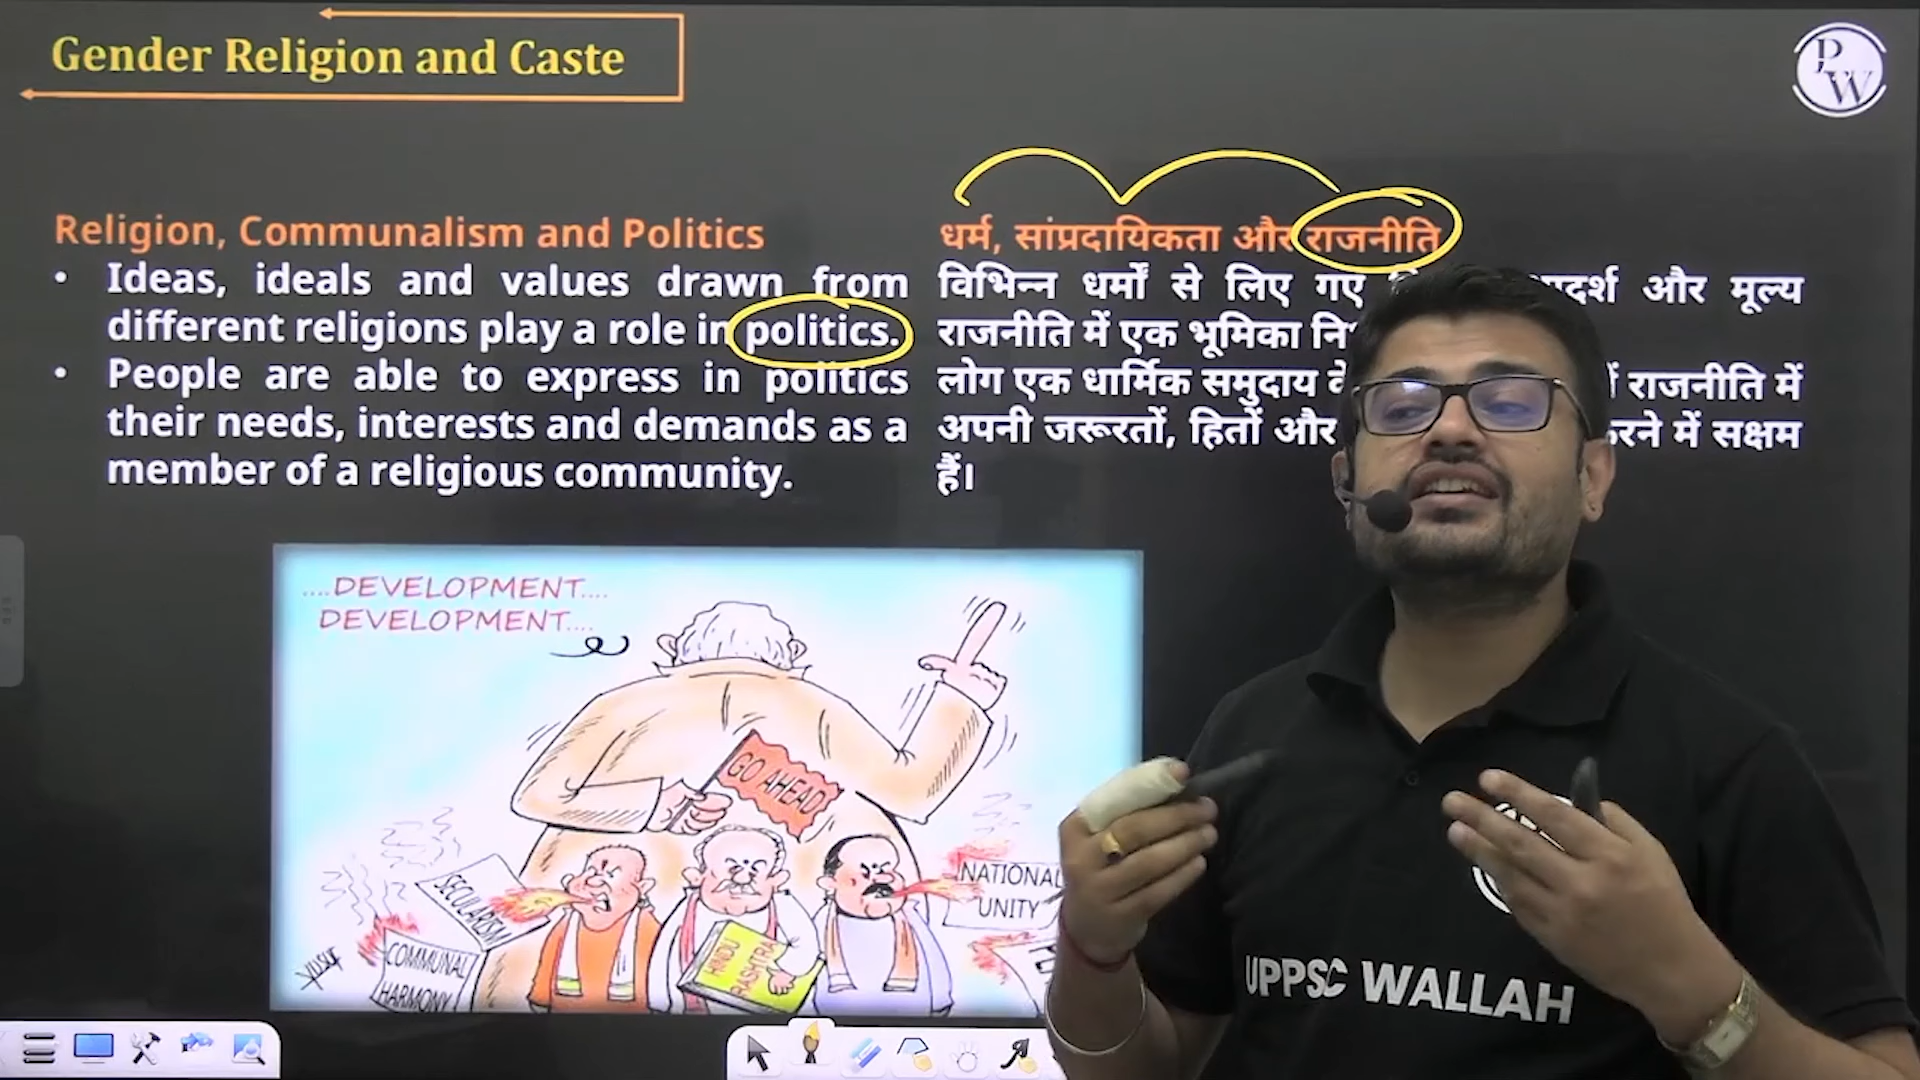 Gender Religion and Caste
PW
Religion, Communalism and Politics
• Ideas, ideals and values drawn from
different religions play a role in politics.
• People are able to express in politics
their needs, interests and demands as a
member of a religious community.
धर्म, सांप्रदायिकता और राजनीति
विभिन्न धर्मों से लिए गए और मूल्य
राजनीति में एक भूमिका
लोग एक धार्मिक समुदाय राजनीति में
अपनी जरूरतों, हितों और में सक्षम
हैं।
....DEVELOPMENT....
DEVELOPMENT....
GO AHEAD
SECULARISM
COMMUNAL
HARMONY
HINDU
RASHTRA
NATIONAL
UNITY
YUSUF
UPPSC WALLAH